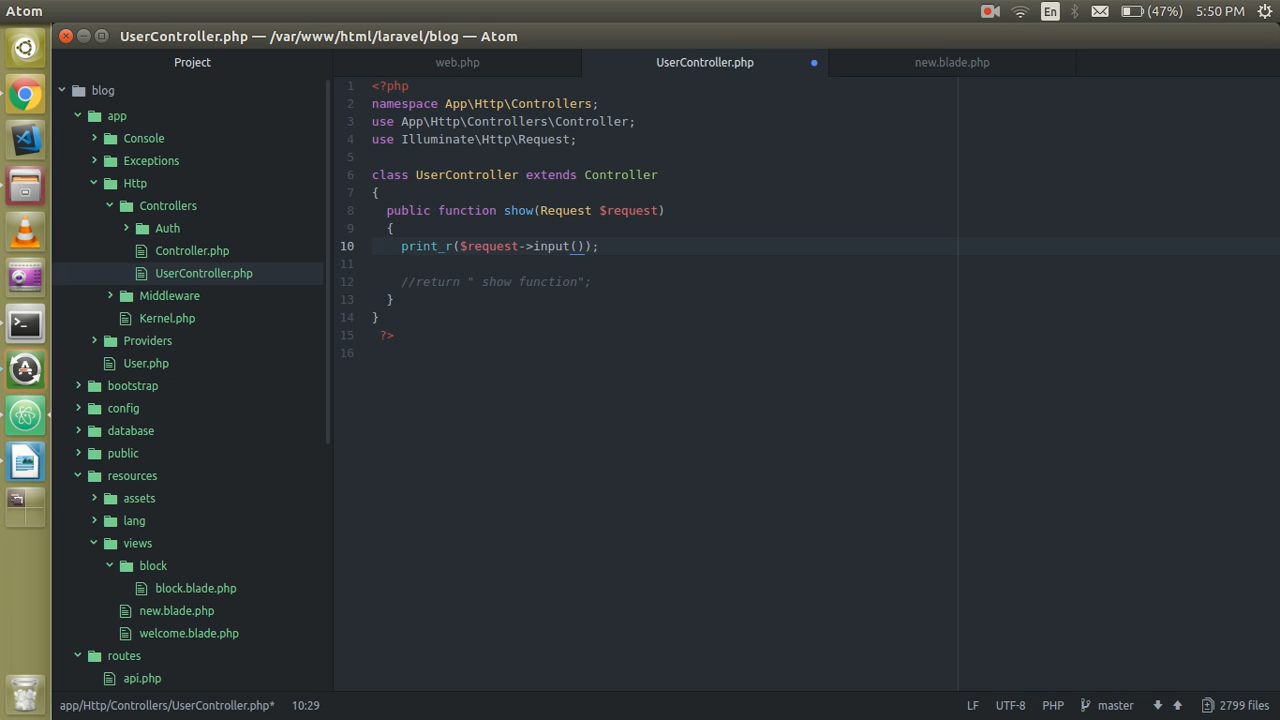 Atom
En
(47%)
5:50 PM
UserController.php — /var/www/html/laravel/blog — Atom
Project
web.php
UserController.php
new.blade.php
blog
app
Console
Exceptions
Http
Controllers
Auth
Controller.php
UserController.php
Middleware
Kernel.php
Providers
User.php
bootstrap
config
database
public
resources
assets
lang
views
block
block.blade.php
new.blade.php
welcome.blade.php
routes
api.php
1 <?php
2 namespace App\Http\Controllers;
3 use App\Http\Controllers\Controller;
4 use Illuminate\Http\Request;
5
6 class UserController extends Controller
7 {
8 public function show(Request $request)
9 {
10 print_r($request->input());
11
12 //return " show function";
13 }
14 }
15 ?>
16
app/Http/Controllers/UserController.php* 10:29
LF UTF-8 PHP master 2799 files